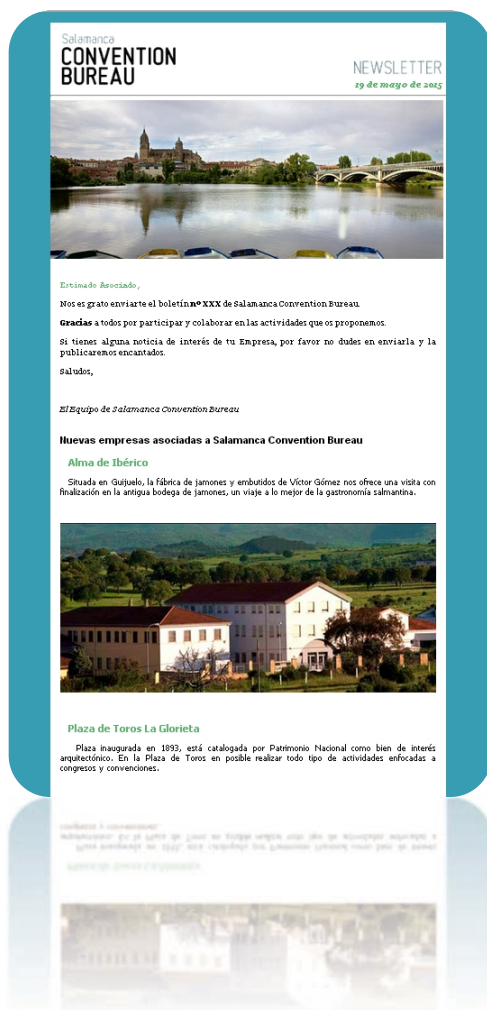 Salamanca
CONVENTION
BUREAU
NEWSLETTER
19 de mayo de 2015
Estimado Asociado,
Nos es grato enviarte el boletín nº XXX de Salamanca Convention Bureau.
Gracias a todos por participar y colaborar en las actividades que os proponemos.
Si tienes alguna noticia de interés de tu Empresa, por favor no dudes en enviarla y la
publicaremos encantados.
Saludos,
El Equipo de Salamanca Convention Bureau
Nuevas empresas asociadas a Salamanca Convention Bureau
Alma de Ibérico
Situada en Guijuelo, la fábrica de jamones y embutidos de Víctor Gómez nos ofrece una visita con
finalización en la antigua bodega de jamones, un viaje a lo mejor de la gastronomía salmantina.
Plaza de Toros La Glorieta
Plaza inaugurada en 1893, está catalogada por Patrimonio Nacional como bien de interés
arquitectónico. En la Plaza de Toros en posible realizar todo tipo de actividades enfocadas a
congresos y convenciones.